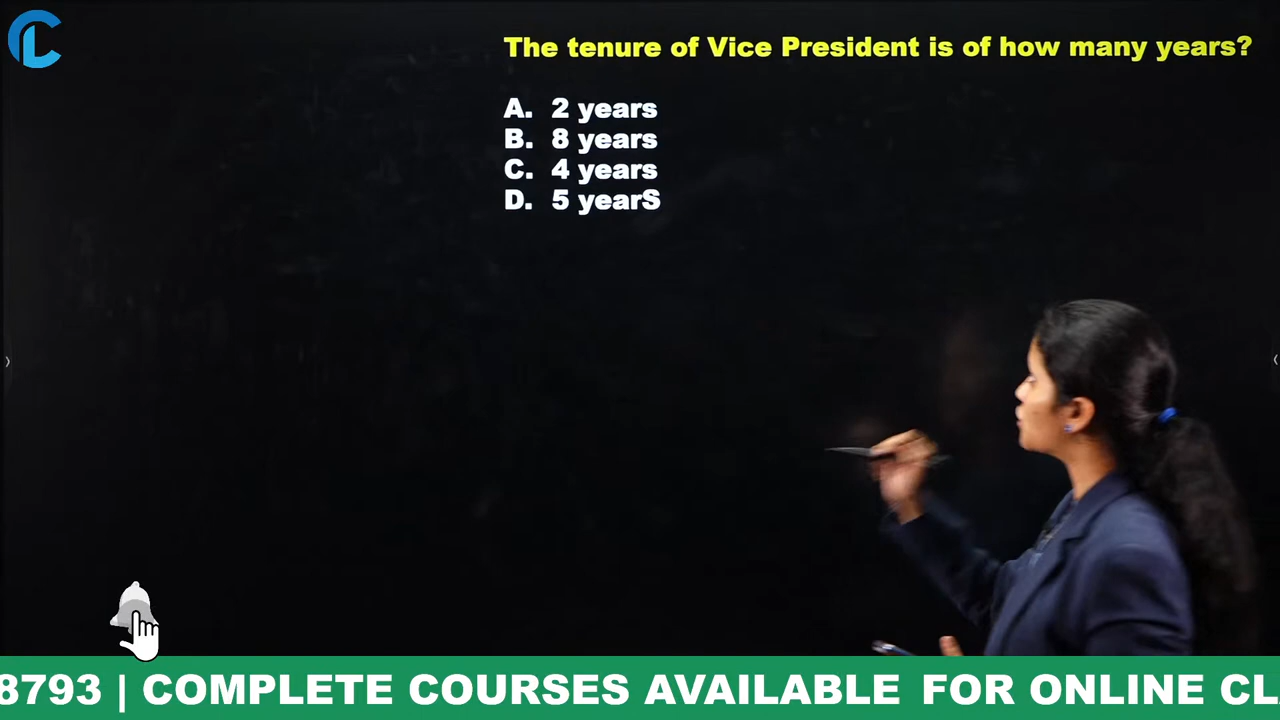 The tenure of Vice President is of how many years?
A. 2 years
B. 8 years
C. 4 years
D. 5 yearS
8793 | COMPLETE COURSES AVAILABLE FOR ONLINE CL